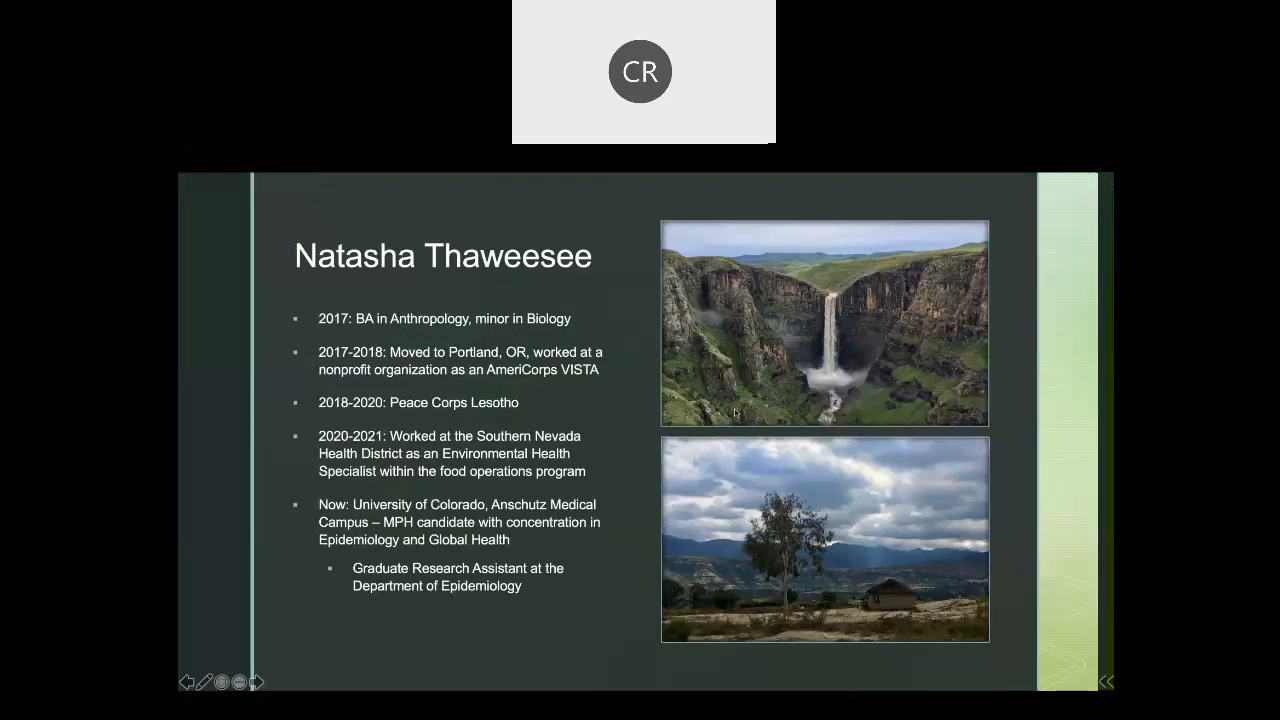 CR
Natasha Thaweesee
▪ 2017: BA in Anthropology, minor in Biology
▪ 2017-2018: Moved to Portland, OR, worked at a
nonprofit organization as an AmeriCorps VISTA
▪ 2018-2020: Peace Corps Lesotho
▪ 2020-2021: Worked at the Southern Nevada
Health District as an Environmental Health
Specialist within the food operations program
▪ Now: University of Colorado, Anschutz Medical
Campus – MPH candidate with concentration in
Epidemiology and Global Health
▪ Graduate Research Assistant at the
Department of Epidemiology